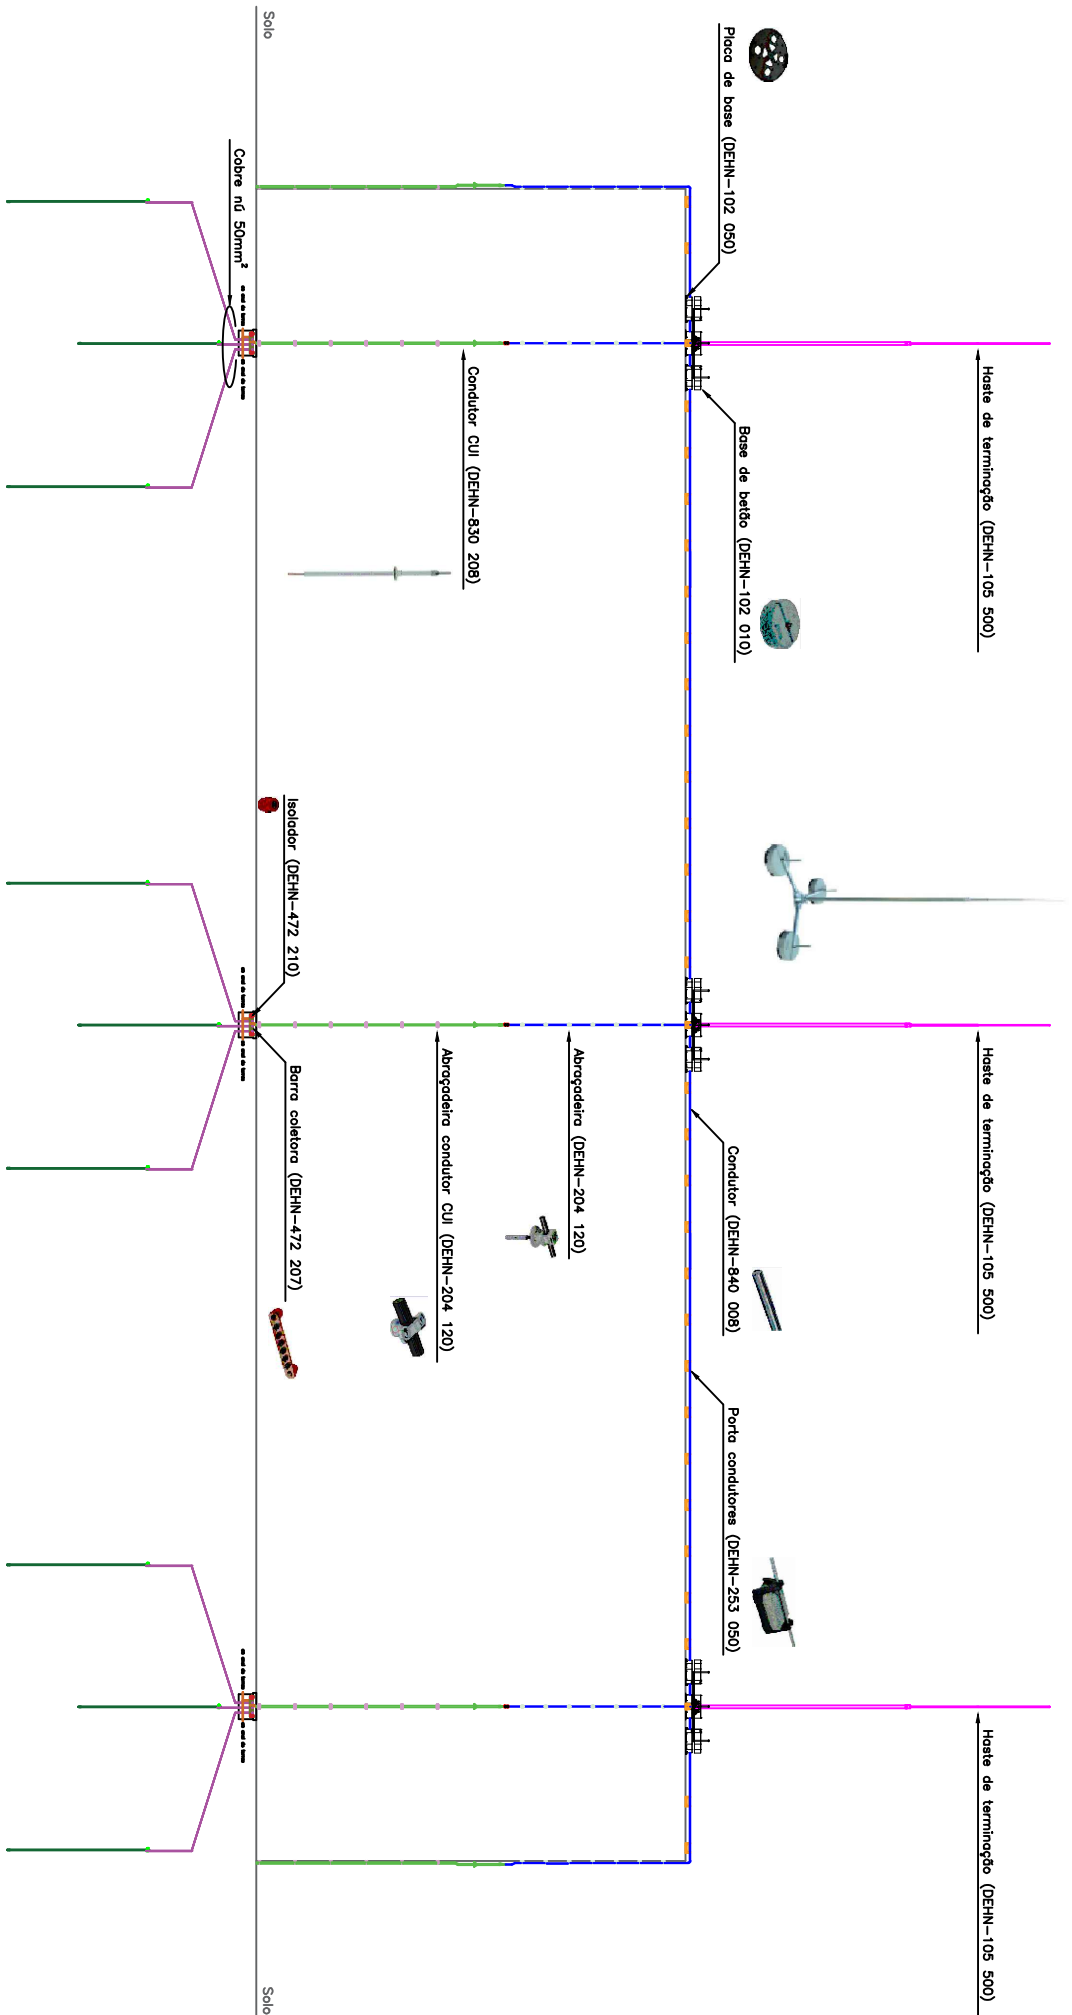 Haste de terminação (DEHN-105 500)
Haste de terminação (DEHN-105 500)
Haste de terminação (DEHN-105 500)
Placa de base (DEHN-102 050)
Base de betão (DEHN-102 010)
Condutor (DEHN-840 008)
Porta condutores (DEHN-253 050)
Condutor CUI (DEHN-830 208)
Abraçadeira (DEHN-204 120)
Abraçadeira condutor CUI (DEHN-204 120)
Isolador (DEHN-472 210)
Barra coletora (DEHN-472 207)
Solo
Solo
Cobre nú 50mm²